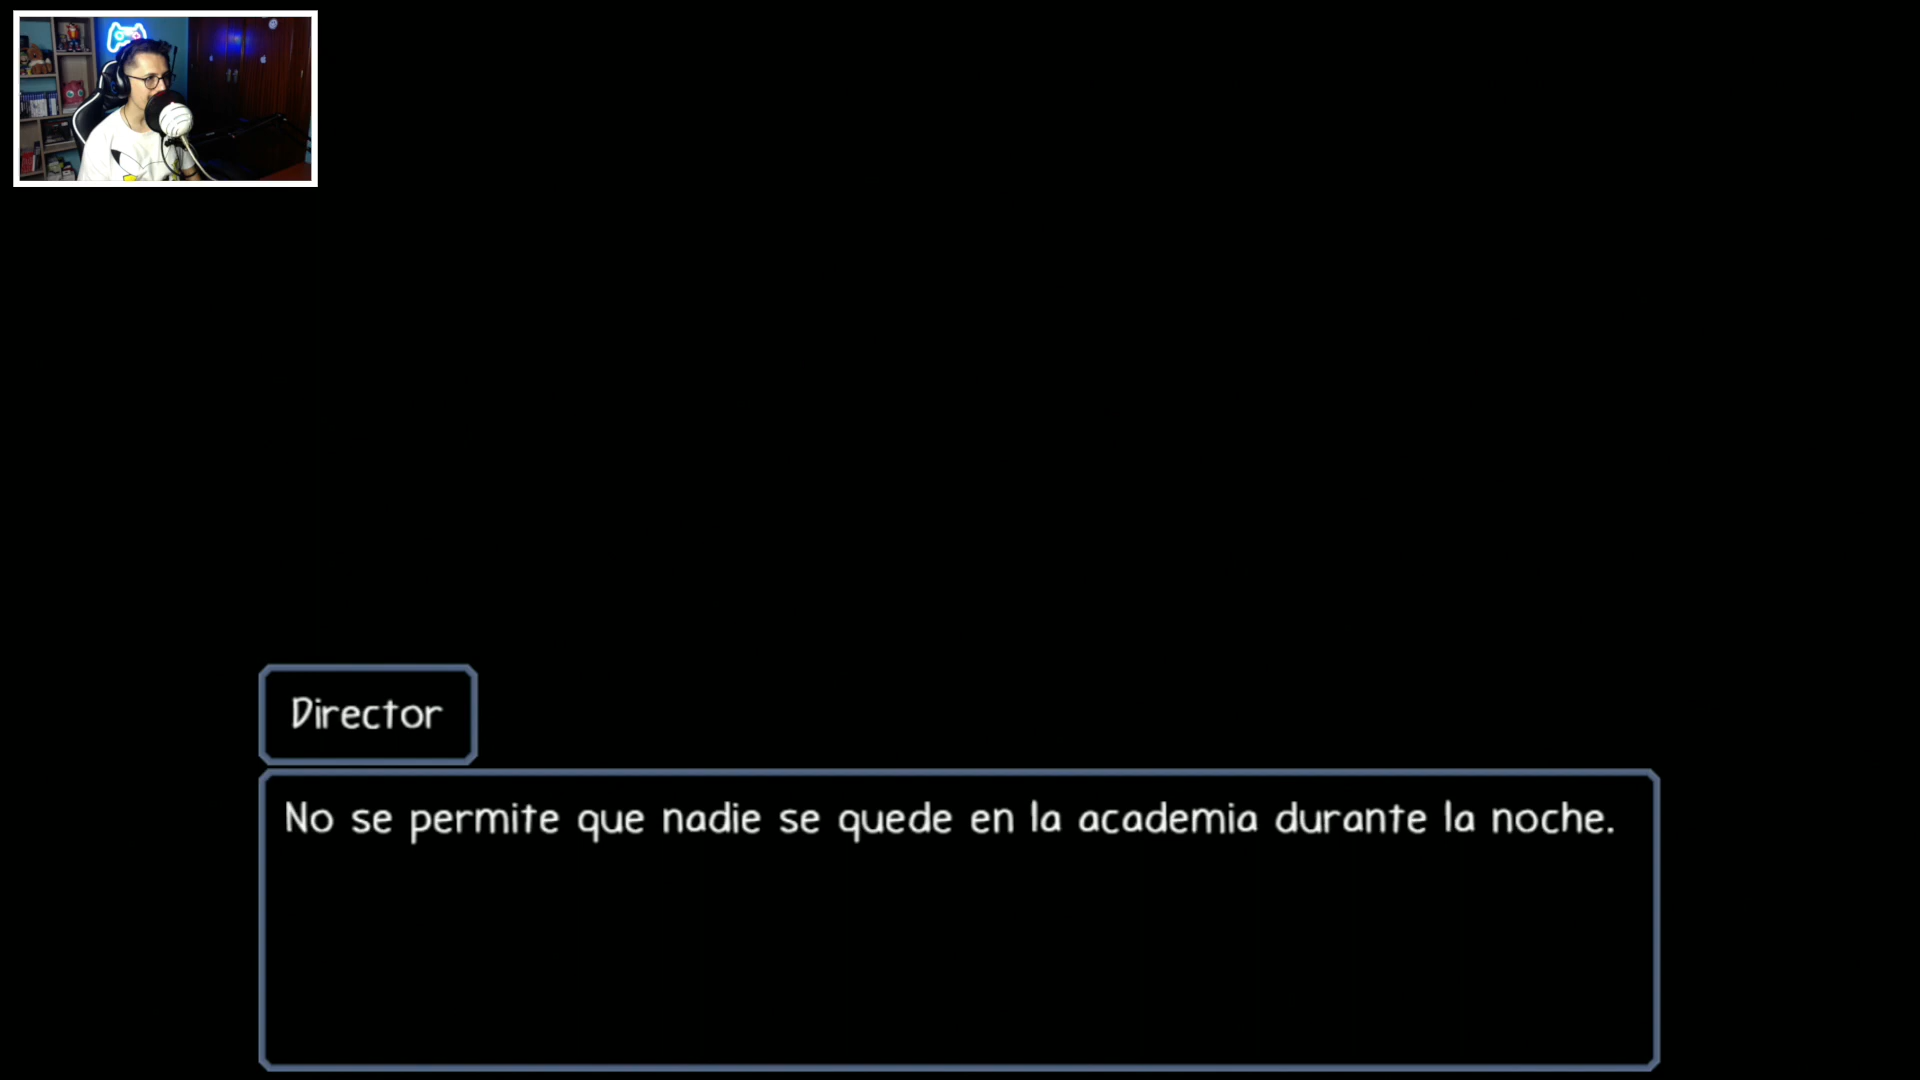 Director
No se permite que nadie se quede en la academia durante la noche.